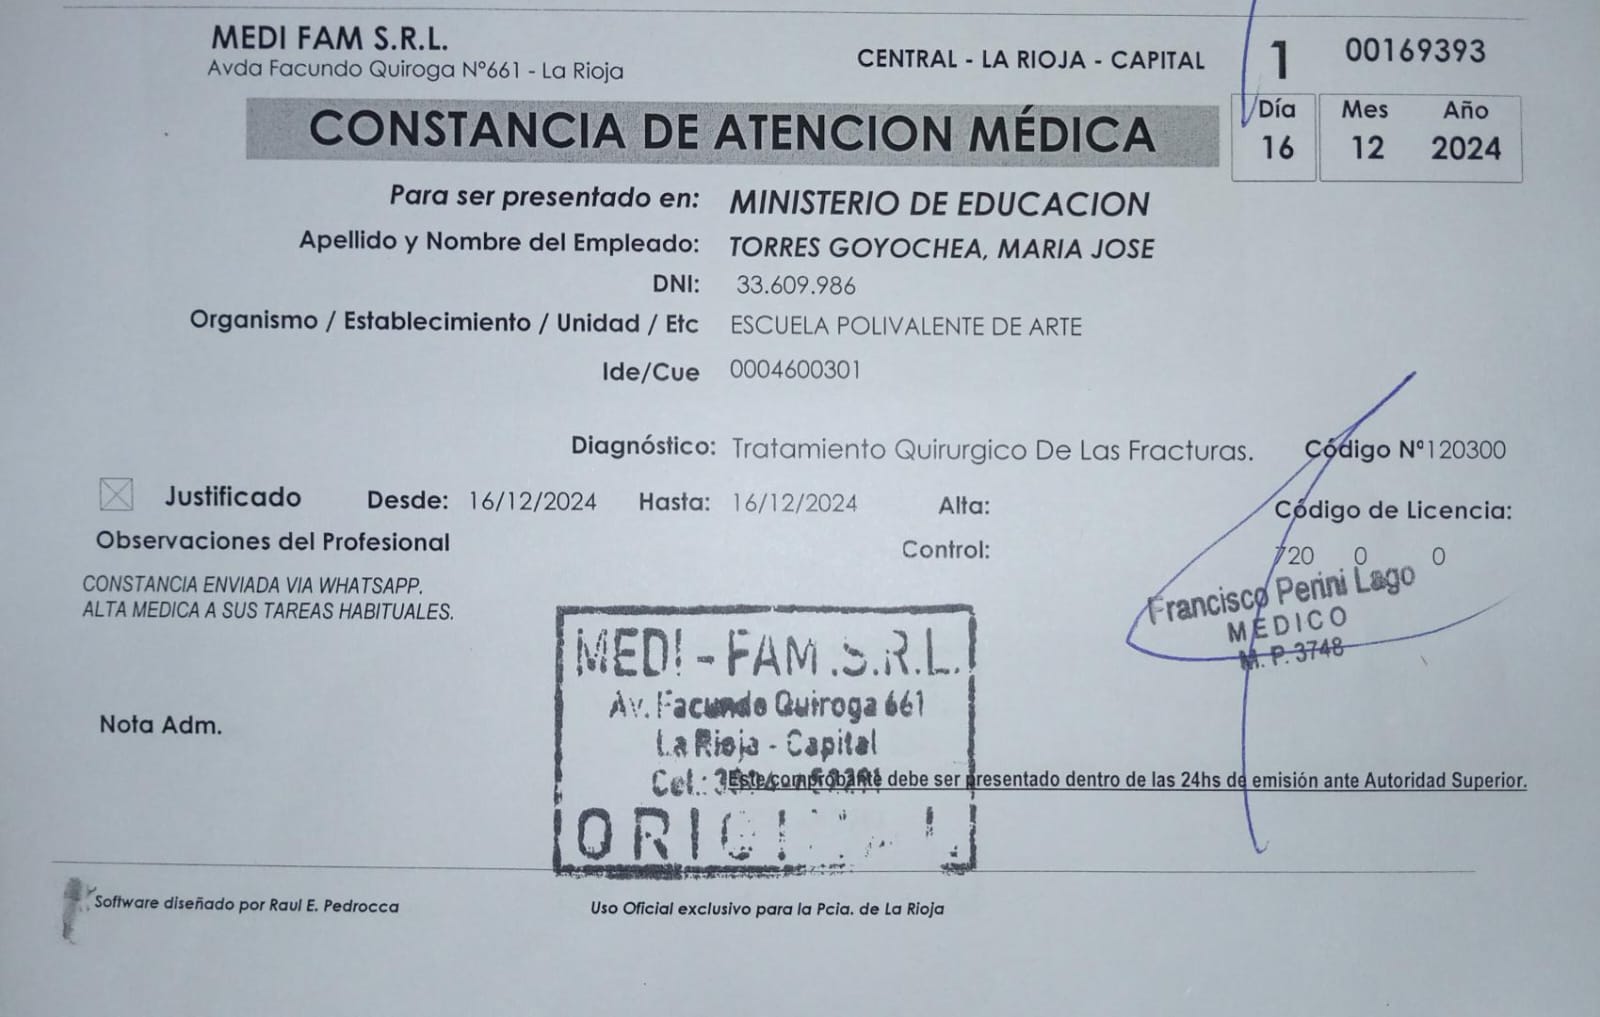 MEDI FAM S.R.L.
Avda Facundo Quiroga Nº661 - La Rioja
CENTRAL - LA RIOJA - CAPITAL
1 00169393
CONSTANCIA DE ATENCION MÉDICA
Día Mes Año
16 12 2024
Para ser presentado en: MINISTERIO DE EDUCACION
Apellido y Nombre del Empleado: TORRES GOYOCHEA, MARIA JOSE
DNI: 33.609.986
Organismo / Establecimiento / Unidad / Etc ESCUELA POLIVALENTE DE ARTE
Ide/Cue 0004600301
Diagnóstico: Tratamiento Quirurgico De Las Fracturas. Código Nº120300
Justificado Desde: 16/12/2024 Hasta: 16/12/2024 Alta:
Código de Licencia:
Observaciones del Profesional
Control:
720 0 0
CONSTANCIA ENVIADA VIA WHATSAPP.
ALTA MEDICA A SUS TAREAS HABITUALES.
Francisco Perini Lago
MEDICO
M. P. 3748
MEDI - FAM .S.R.L.
Av. Facundo Quiroga 661
La Rioja - Capital
Cel.:
Nota Adm.
Este comprobante debe ser presentado dentro de las 24hs de emisión ante Autoridad Superior.
Software diseñado por Raul E. Pedrocca
Uso Oficial exclusivo para la Pcia. de La Rioja